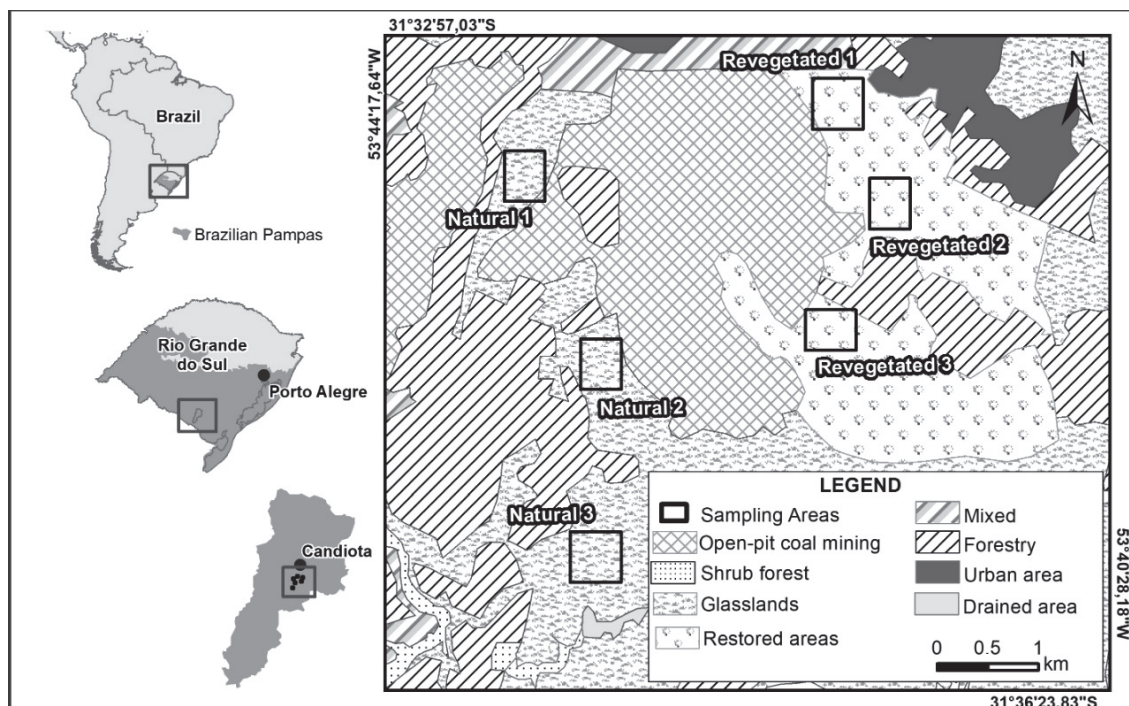 Brazil
Brazilian Pampas
Rio Grande
do Sul
Porto Alegre
Candiota
31°32'57,03"S
53°44'17,64"W
Revegetated 1
N
Natural 1
Revegetated 2
Revegetated 3
Natural 2
Natural 3
LEGEND
Sampling Areas
Open-pit coal mining
Shrub forest
Glasslands
Restored areas
Mixed
Forestry
Urban area
Drained area
0 0.5 1
km
53°40'28,18"W
31°36'23,83"S